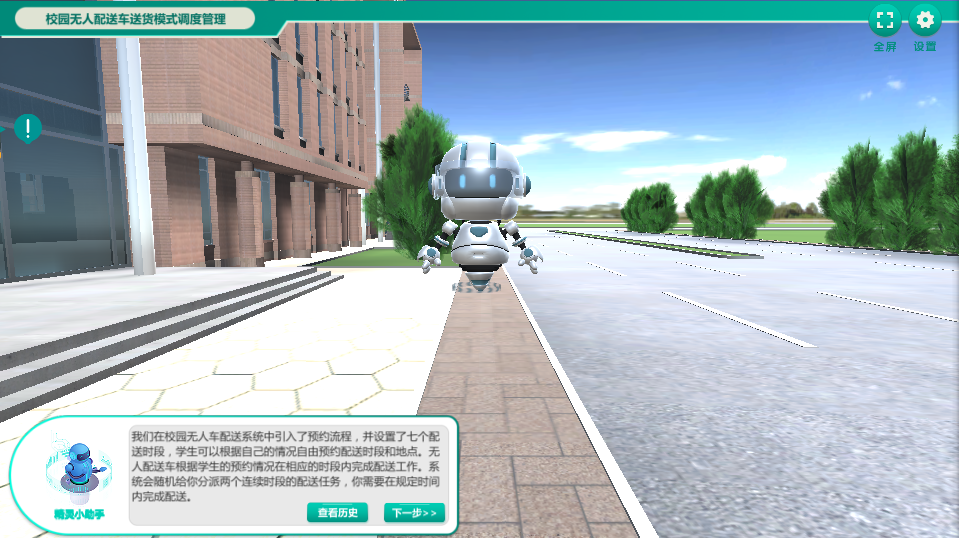 校园无人配送车送货模式调度管理
全屏
设置
我们在校园无人车配送系统中引入了预约流程，并设置了七个配
送时段，学生可以根据自己的情况自由预约配送时段和地点。无
人配送车根据学生的预约情况在相应的时段内完成配送工作。系
统会随机给你分派两个连续时段的配送任务，你需要在规定时间
内完成配送。
精灵小助手
查看历史
下一步>>